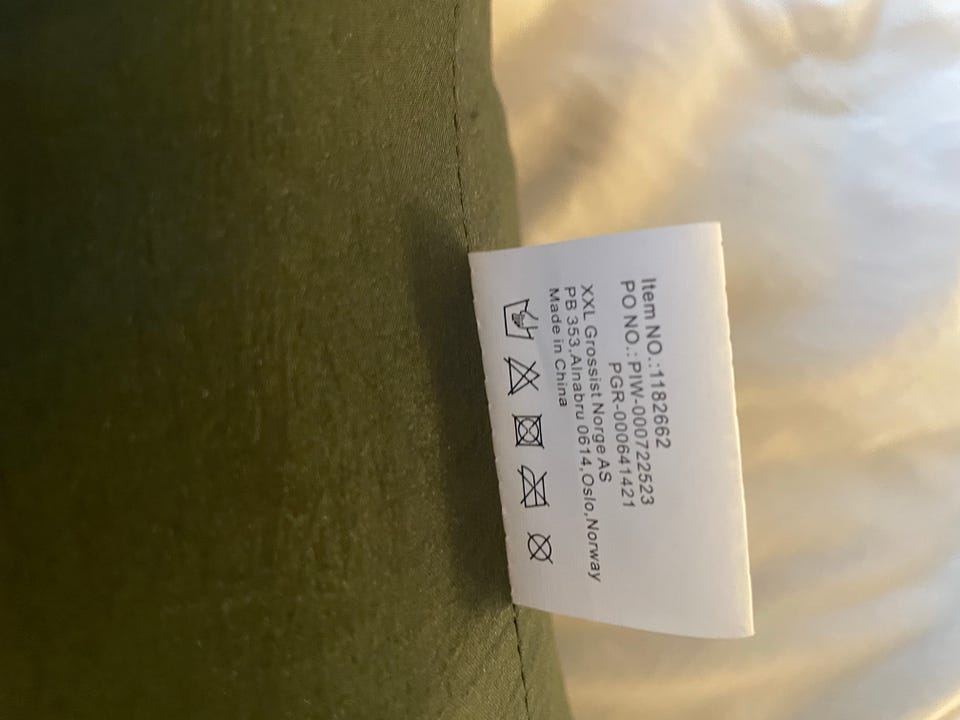 Item NO.:1182662
PO NO.: PIW-000722523
PGR-000641421
XXL Grossist Norge AS
PB 353,Alnabru 0614,Oslo,Norway
Made in China